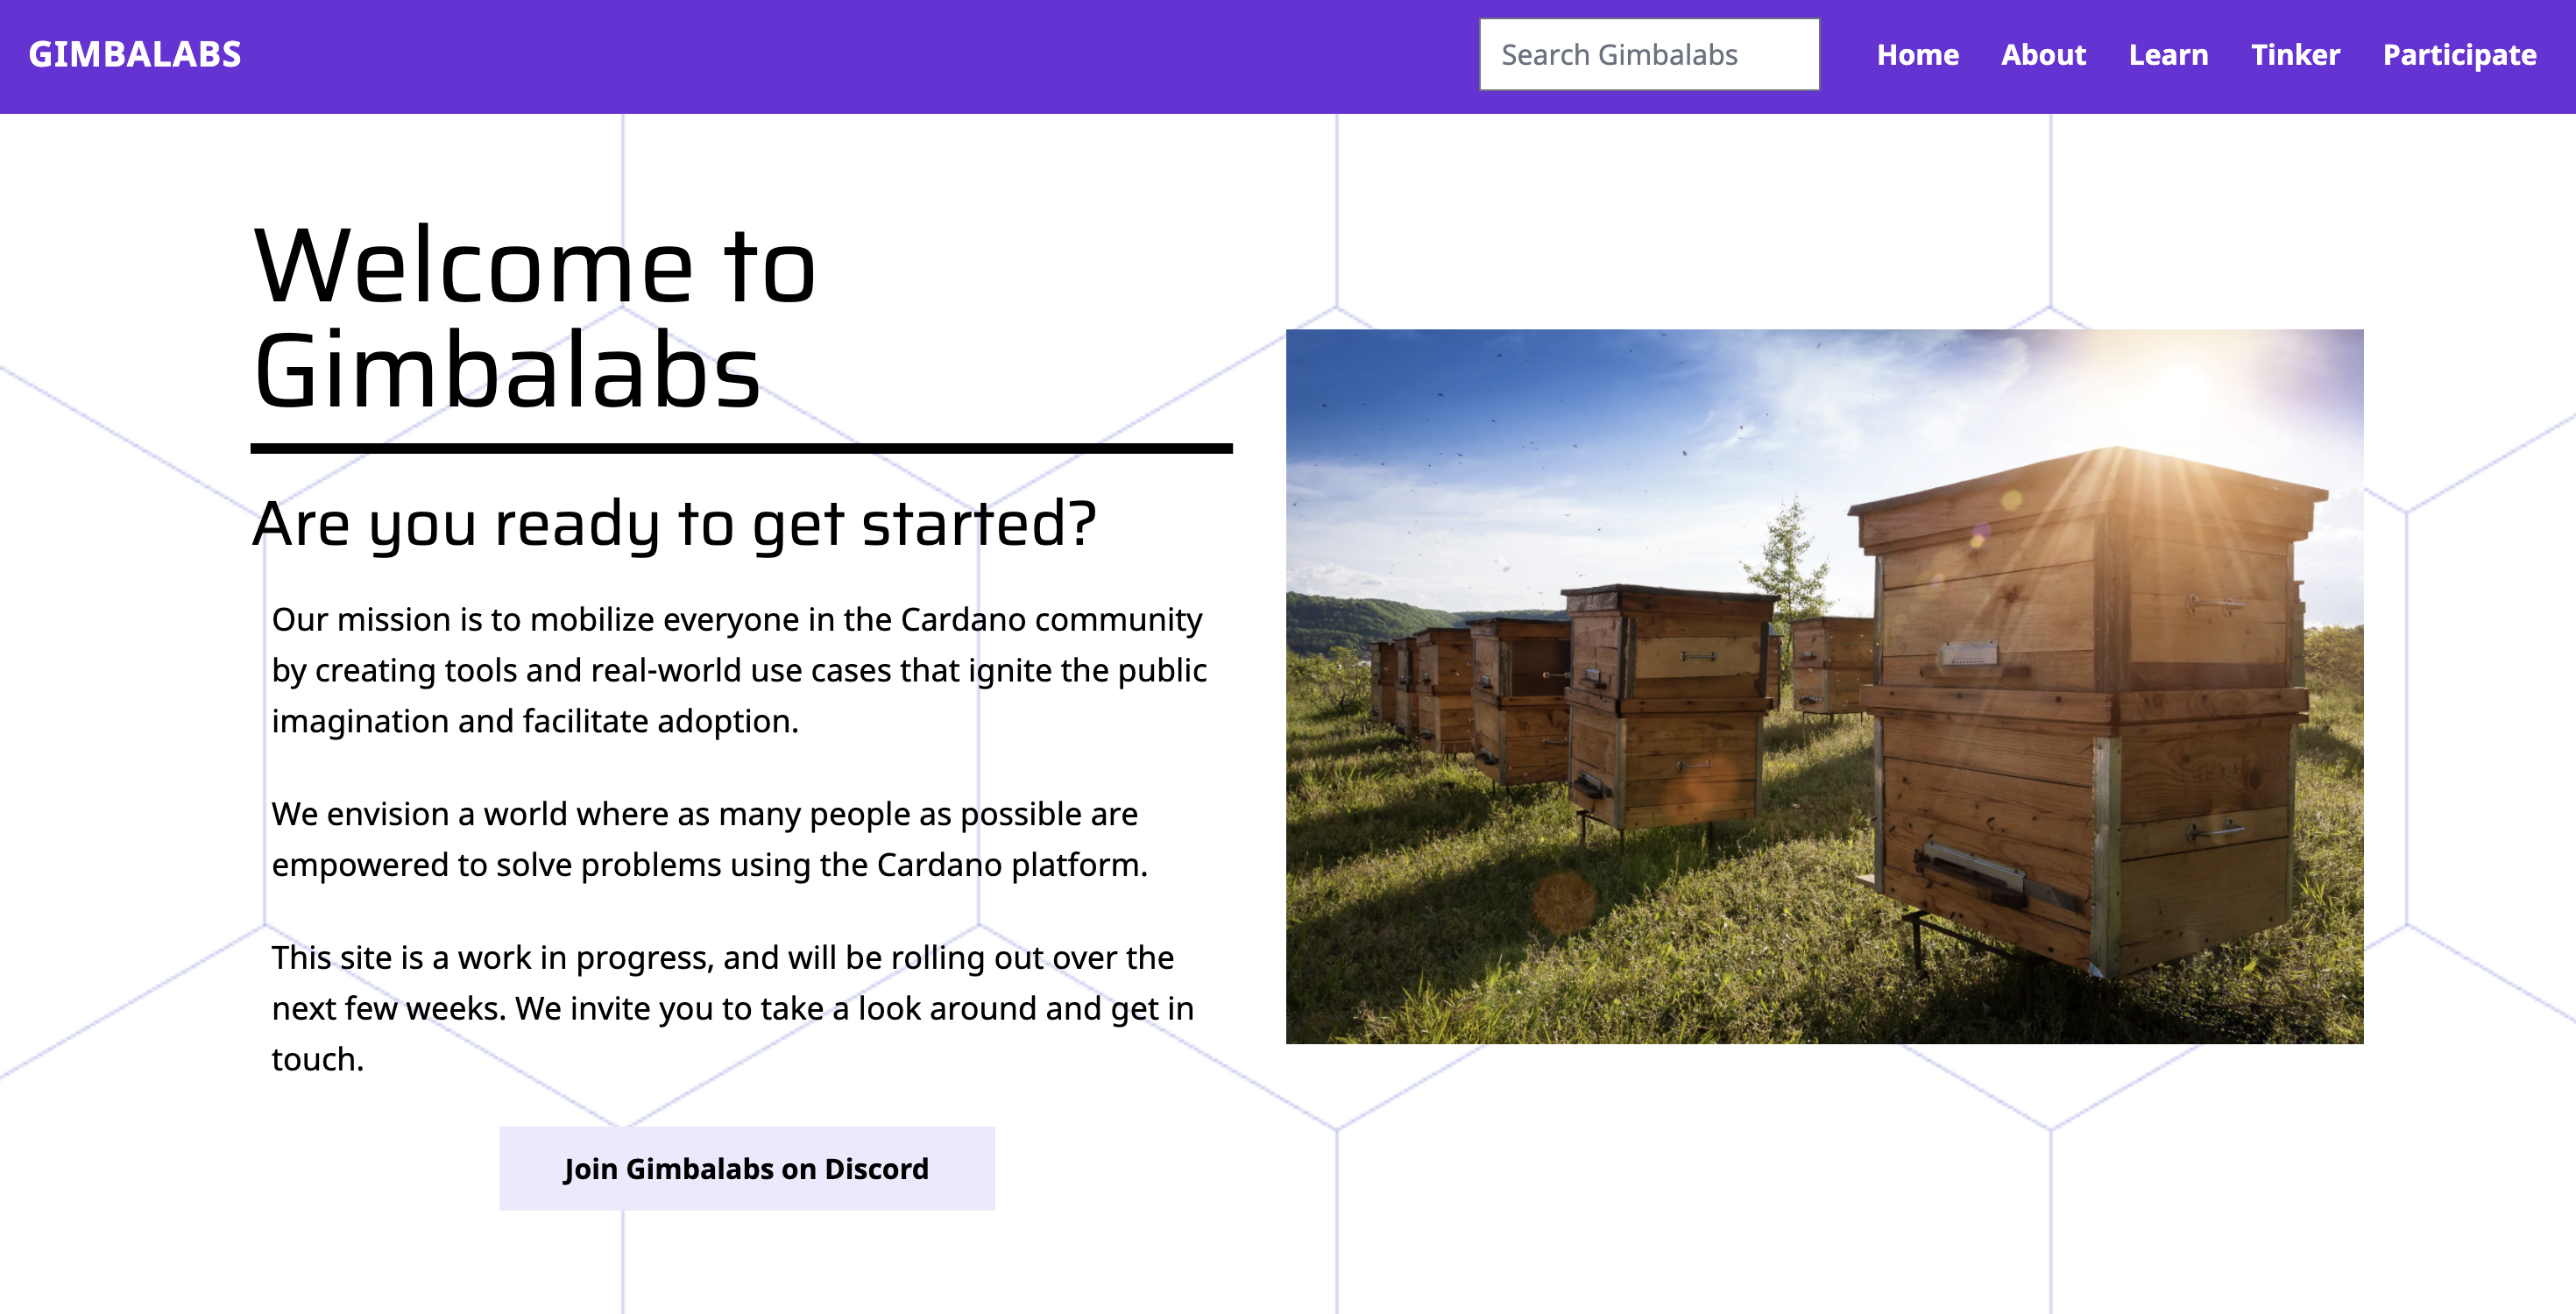 GIMBALABS
Search Gimbalabs
Home
About
Learn
Tinker
Participate
Welcome to
Gimbalabs
Are you ready to get started?
Our mission is to mobilize everyone in the Cardano community
by creating tools and real-world use cases that ignite the public
imagination and facilitate adoption.
We envision a world where as many people as possible are
empowered to solve problems using the Cardano platform.
This site is a work in progress, and will be rolling out over the
next few weeks. We invite you to take a look around and get in
touch.
Join Gimbalabs on Discord